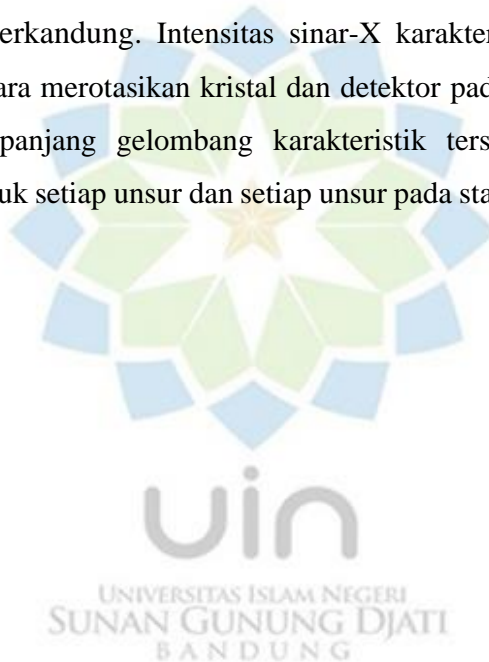 erkandung. Intensitas sinar-X karakter
ara merotasikan kristal dan detektor pad
panjang gelombang karakteristik ters
uk setiap unsur dan setiap unsur pada sta
uin
UNIVERSITAS ISLAM NEGERI
SUNAN GUNUNG DJATI
BANDUNG